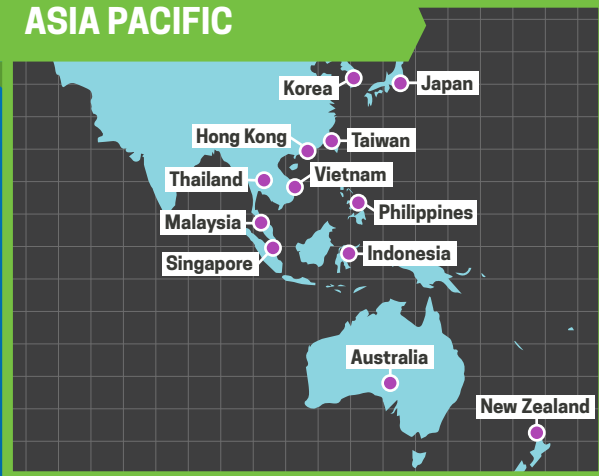 ASIA PACIFIC
Korea
Japan
Hong Kong
Taiwan
Thailand
Vietnam
Malaysia
Philippines
Singapore
Indonesia
Australia
New Zealand